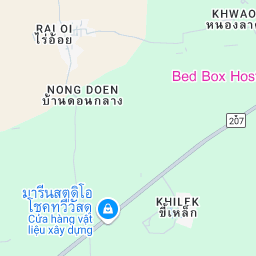 KHWAO
หนองลา
RAI OI
ไร่อ้อย
Bed Box Host
NONG DOEN
บ้านดอนกลาง
207
มารีนสตูดิโอ
โชคทวีวัสดุ
Cửa hàng vật
liệu xây dựng
KHILEK
ขี้เหล็ก